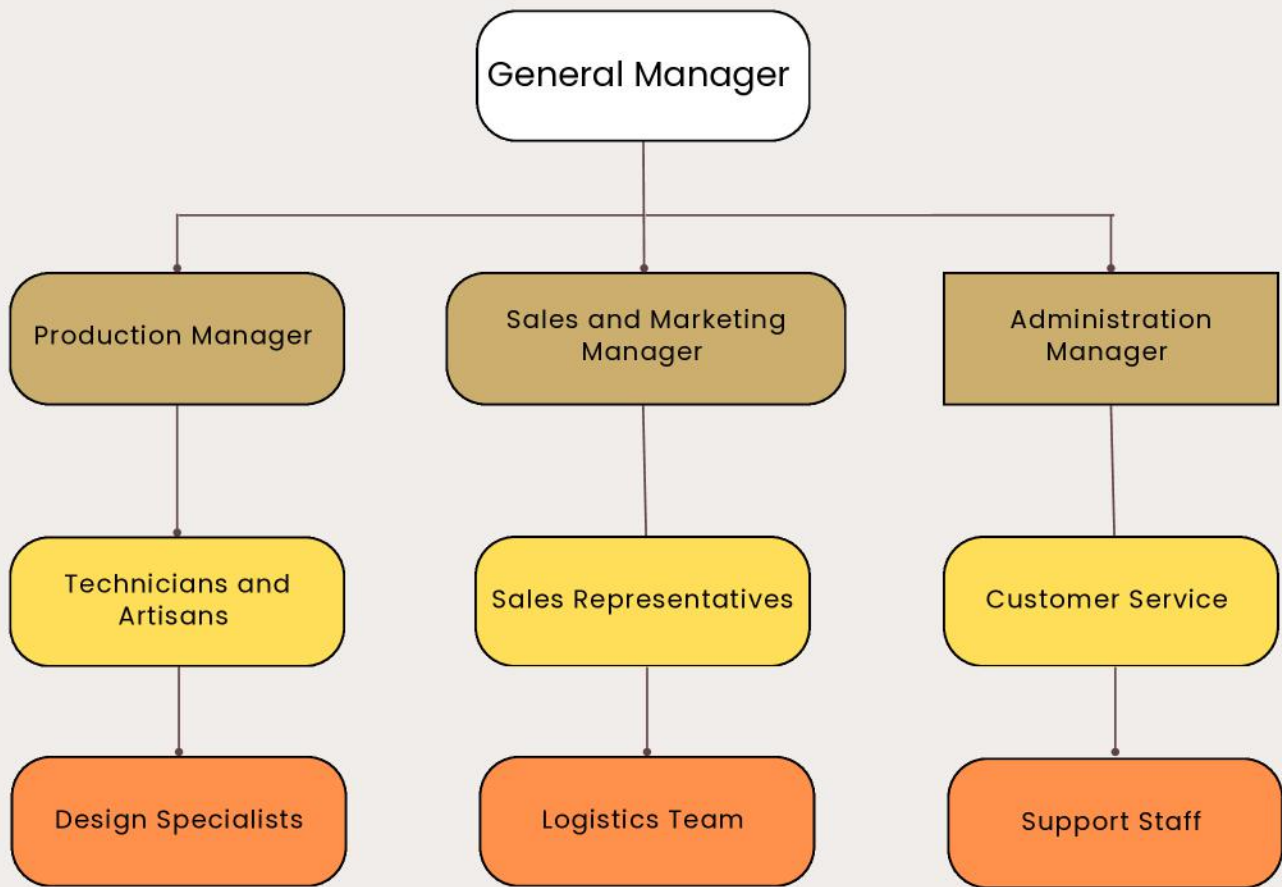 General Manager
Production Manager
Sales and Marketing
Manager
Administration
Manager
Technicians and
Artisans
Sales Representatives
Customer Service
Design Specialists
Logistics Team
Support Staff